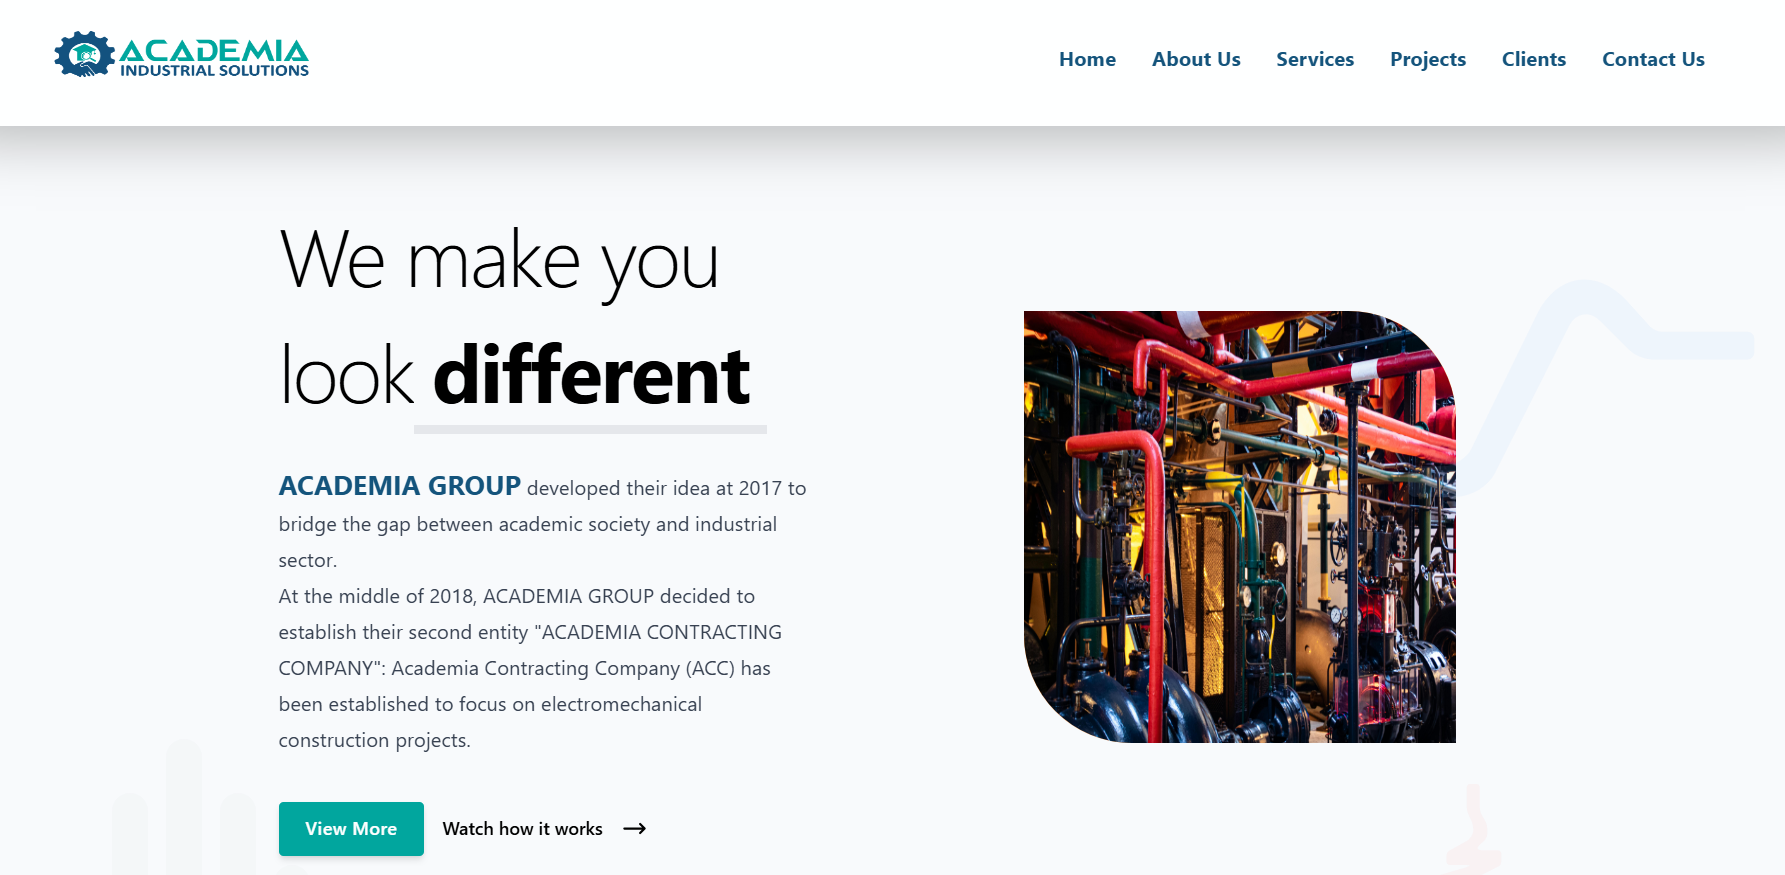 ACADEMIA
INDUSTRIAL SOLUTIONS
Home About Us Services Projects Clients Contact Us
We make you
look different
ACADEMIA GROUP developed their idea at 2017 to
bridge the gap between academic society and industrial
sector.
At the middle of 2018, ACADEMIA GROUP decided to
establish their second entity "ACADEMIA CONTRACTING
COMPANY": Academia Contracting Company (ACC) has
been established to focus on electromechanical
construction projects.
View More Watch how it works